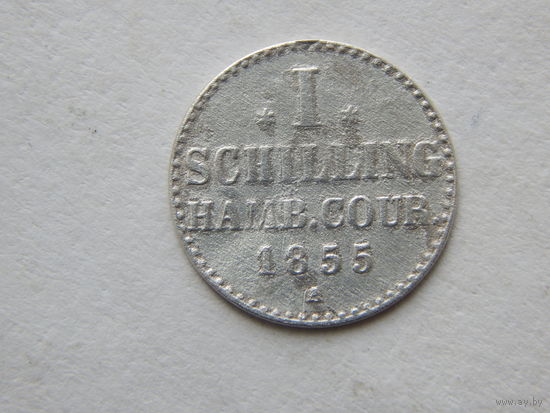 * I *
SCHILLING
HAMB. COUR.
1855
A
www.ay.by